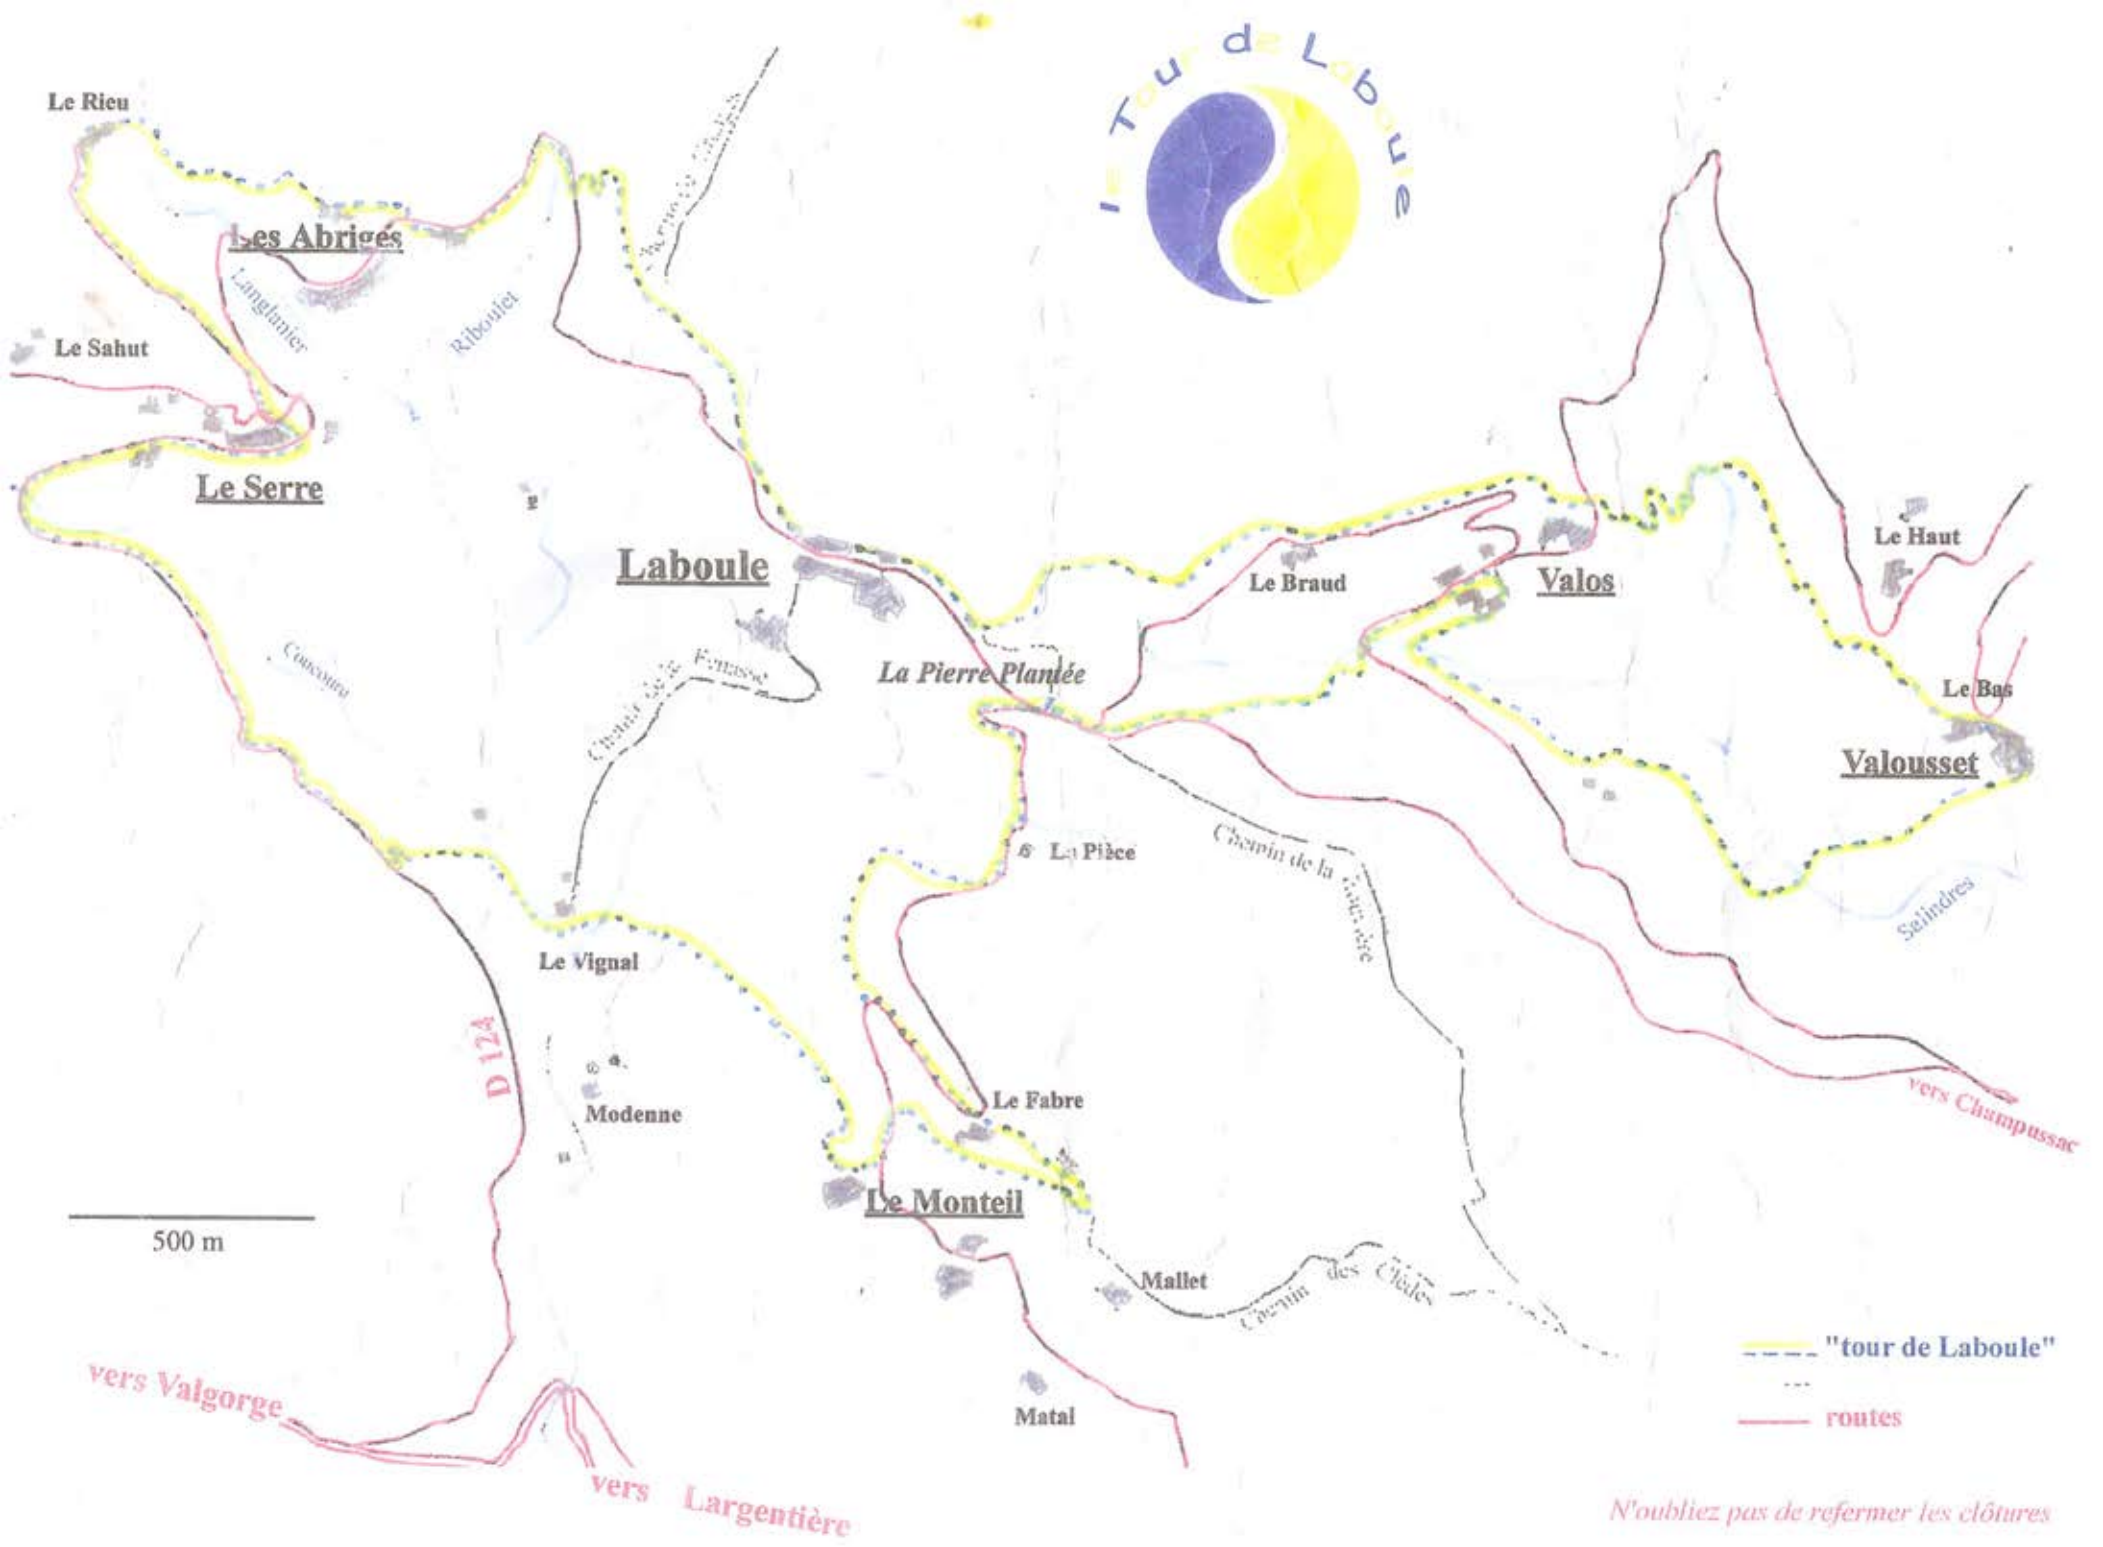 le Tour de Laboule
Le Rieu
Les Abriges
Langlanier
Riboulet
Le Sahut
Le Serre
Laboule
Le Braud
Valos
Le Haut
La Pierre Plantée
Le Bas
Valousset
Chemin de la
La Pièce
Selindres
Le Vignal
D 124
Modenne
Le Fabre
vers Champussac
Le Monteil
500 m
Mallet
Chemin des Clèdes
"tour de Laboule"
vers Valgorge
Matal
routes
vers Largentière
N'oubliez pas de refermer les clôtures